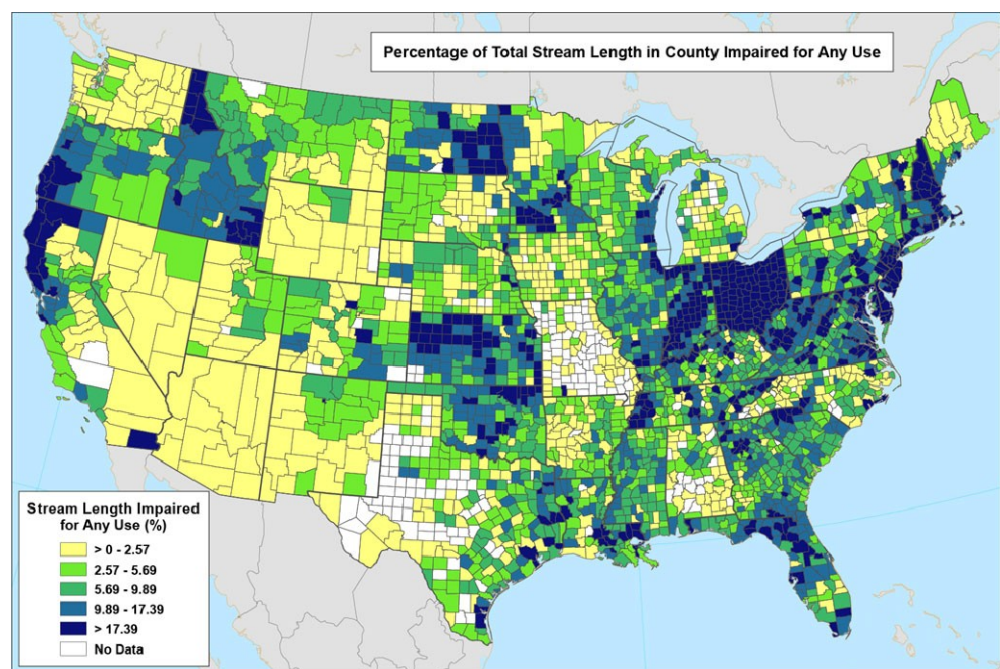 Percentage of Total Stream Length in County Impaired for Any Use
Stream Length Impaired
for Any Use (%)
> 0 - 2.57
2.57 - 5.69
5.69 - 9.89
9.89 - 17.39
> 17.39
No Data